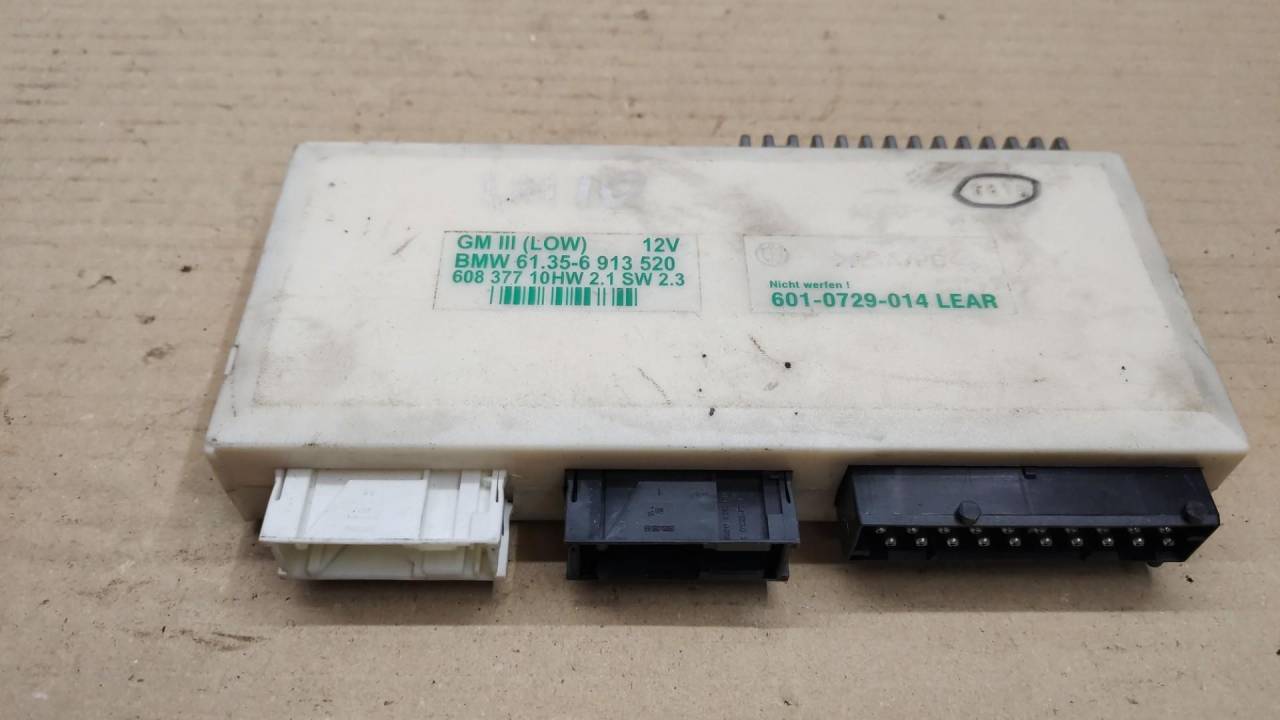 GM III (LOW) 12V
BMW 61.35-6 913 520
608 377 10HW 2.1 SW 2.3
Nicht werfen !
601-0729-014 LEAR